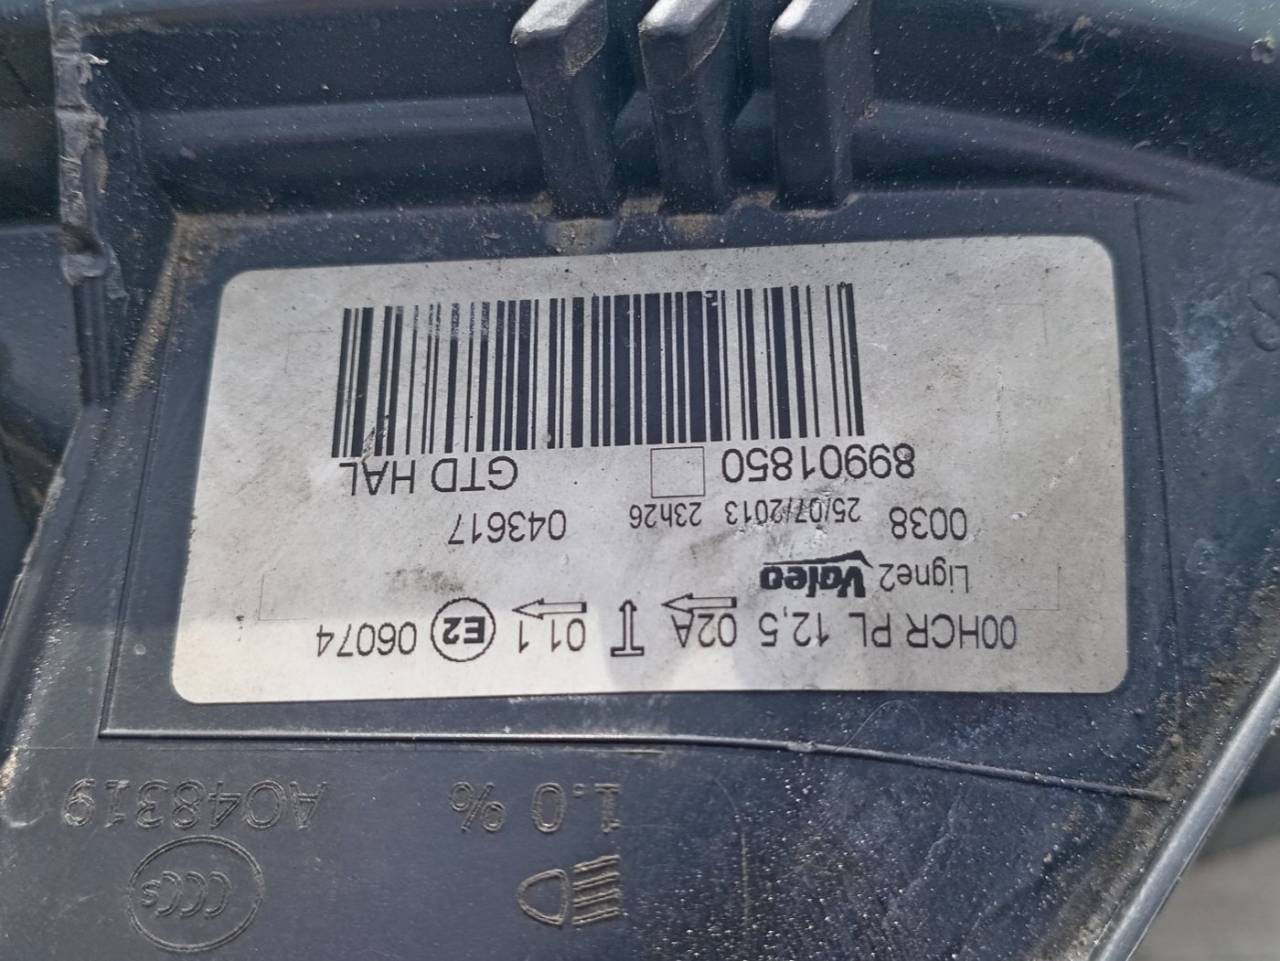 CCC S
1.0 % A048319
00HCR PL 12,5 02A → ↕ 01.1 → E2 06074
Ligne2 Valeo
0038 25/07/2013 23h26 043617
89901850 GTD HAL